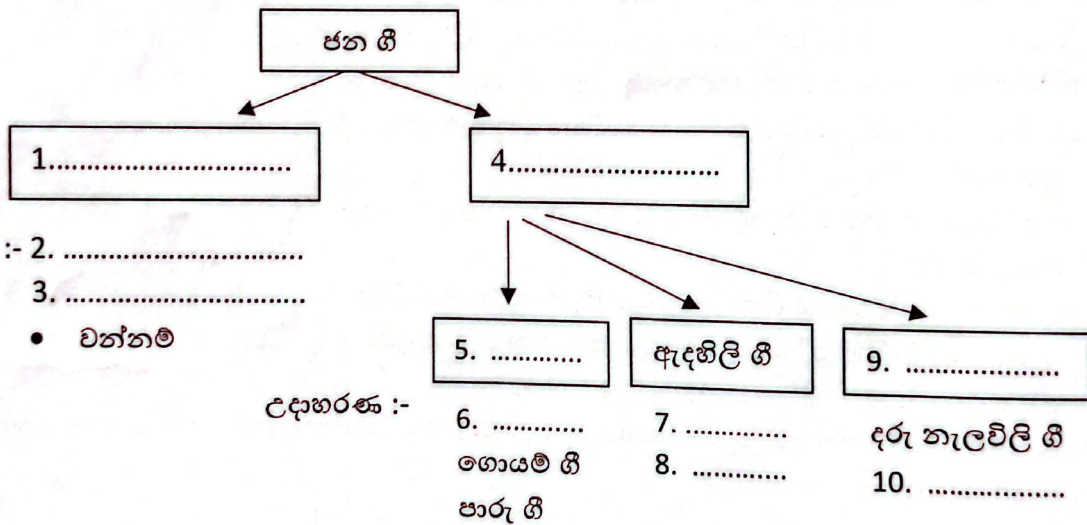 ජන ගී
1...............................
4............................
:- 2. ................................
3. ................................
• වන්නම්
5. .............
ඇදහිලි ගී
9. .....................
උදාහරණ :-
6. .............
7. ..............
දරු නැලවිලි ගී
ගොයම් ගී
8. .............
10. ..................
පාරු ගී